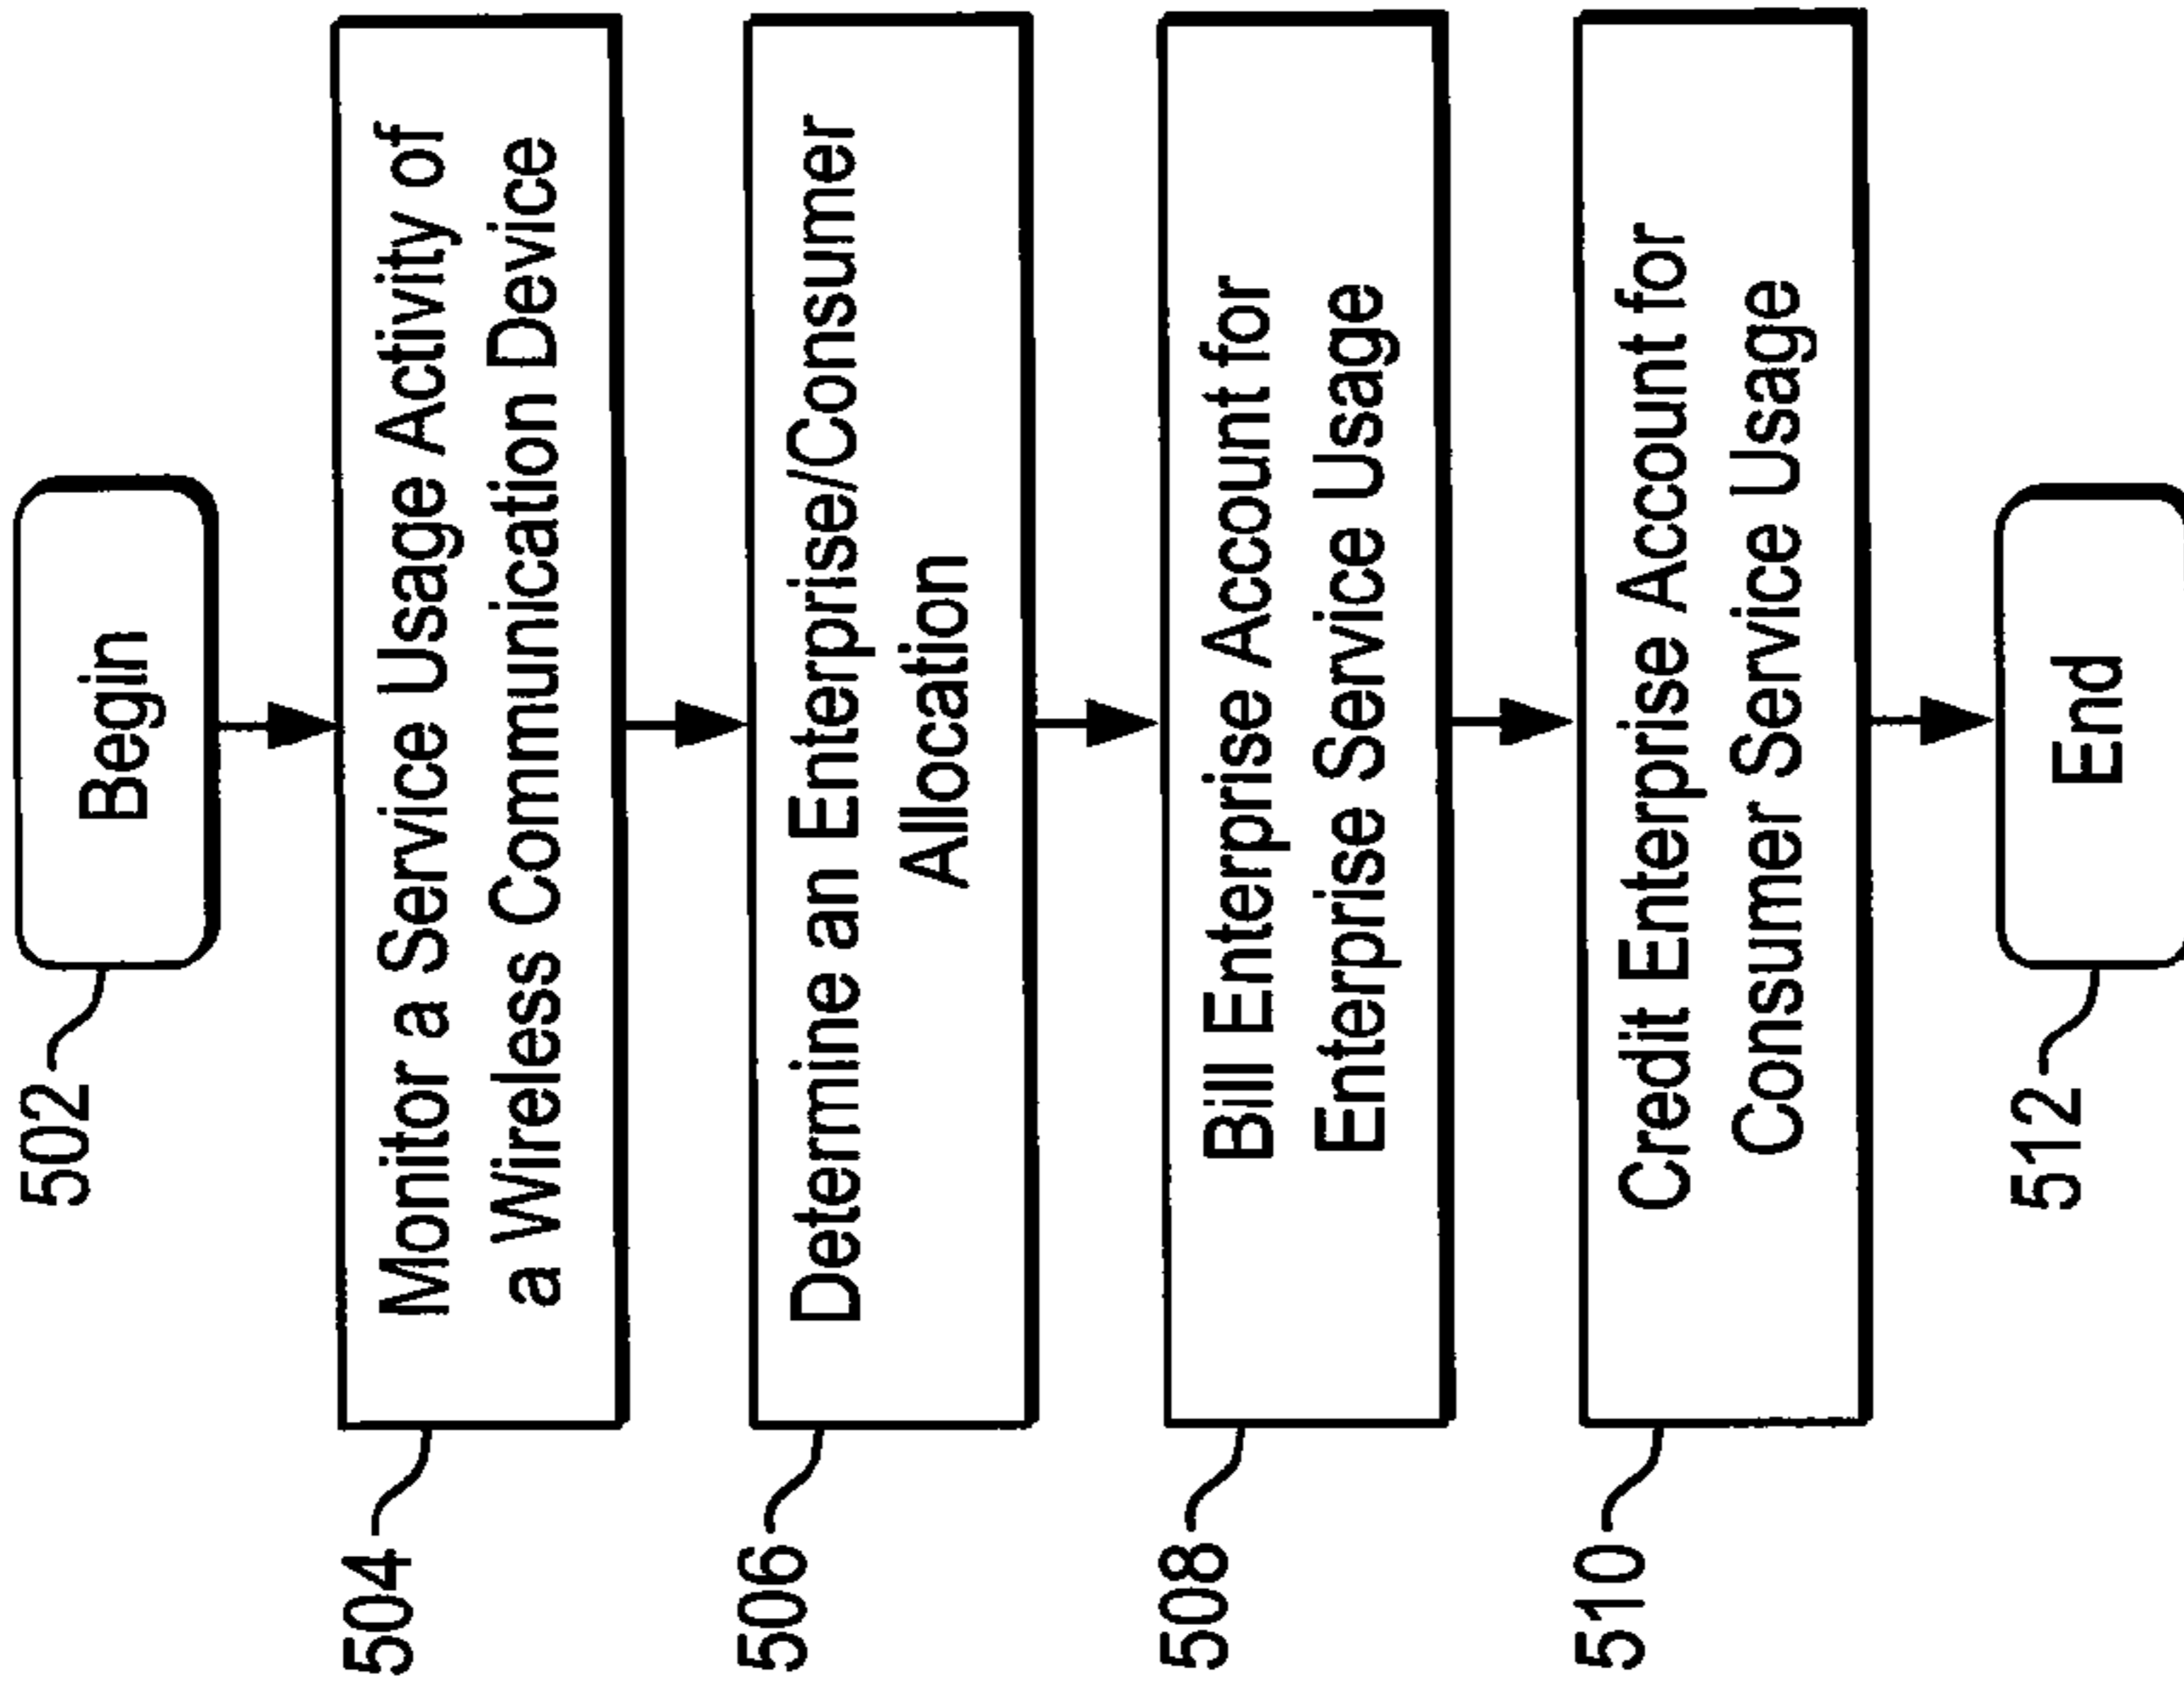 502
Begin
504
Monitor a Service Usage Activity of
a Wireless Communication Device
506
Determine an Enterprise/Consumer
Allocation
508
Bill Enterprise Account for
Enterprise Service Usage
510
Credit Enterprise Account for
Consumer Service Usage
512
End